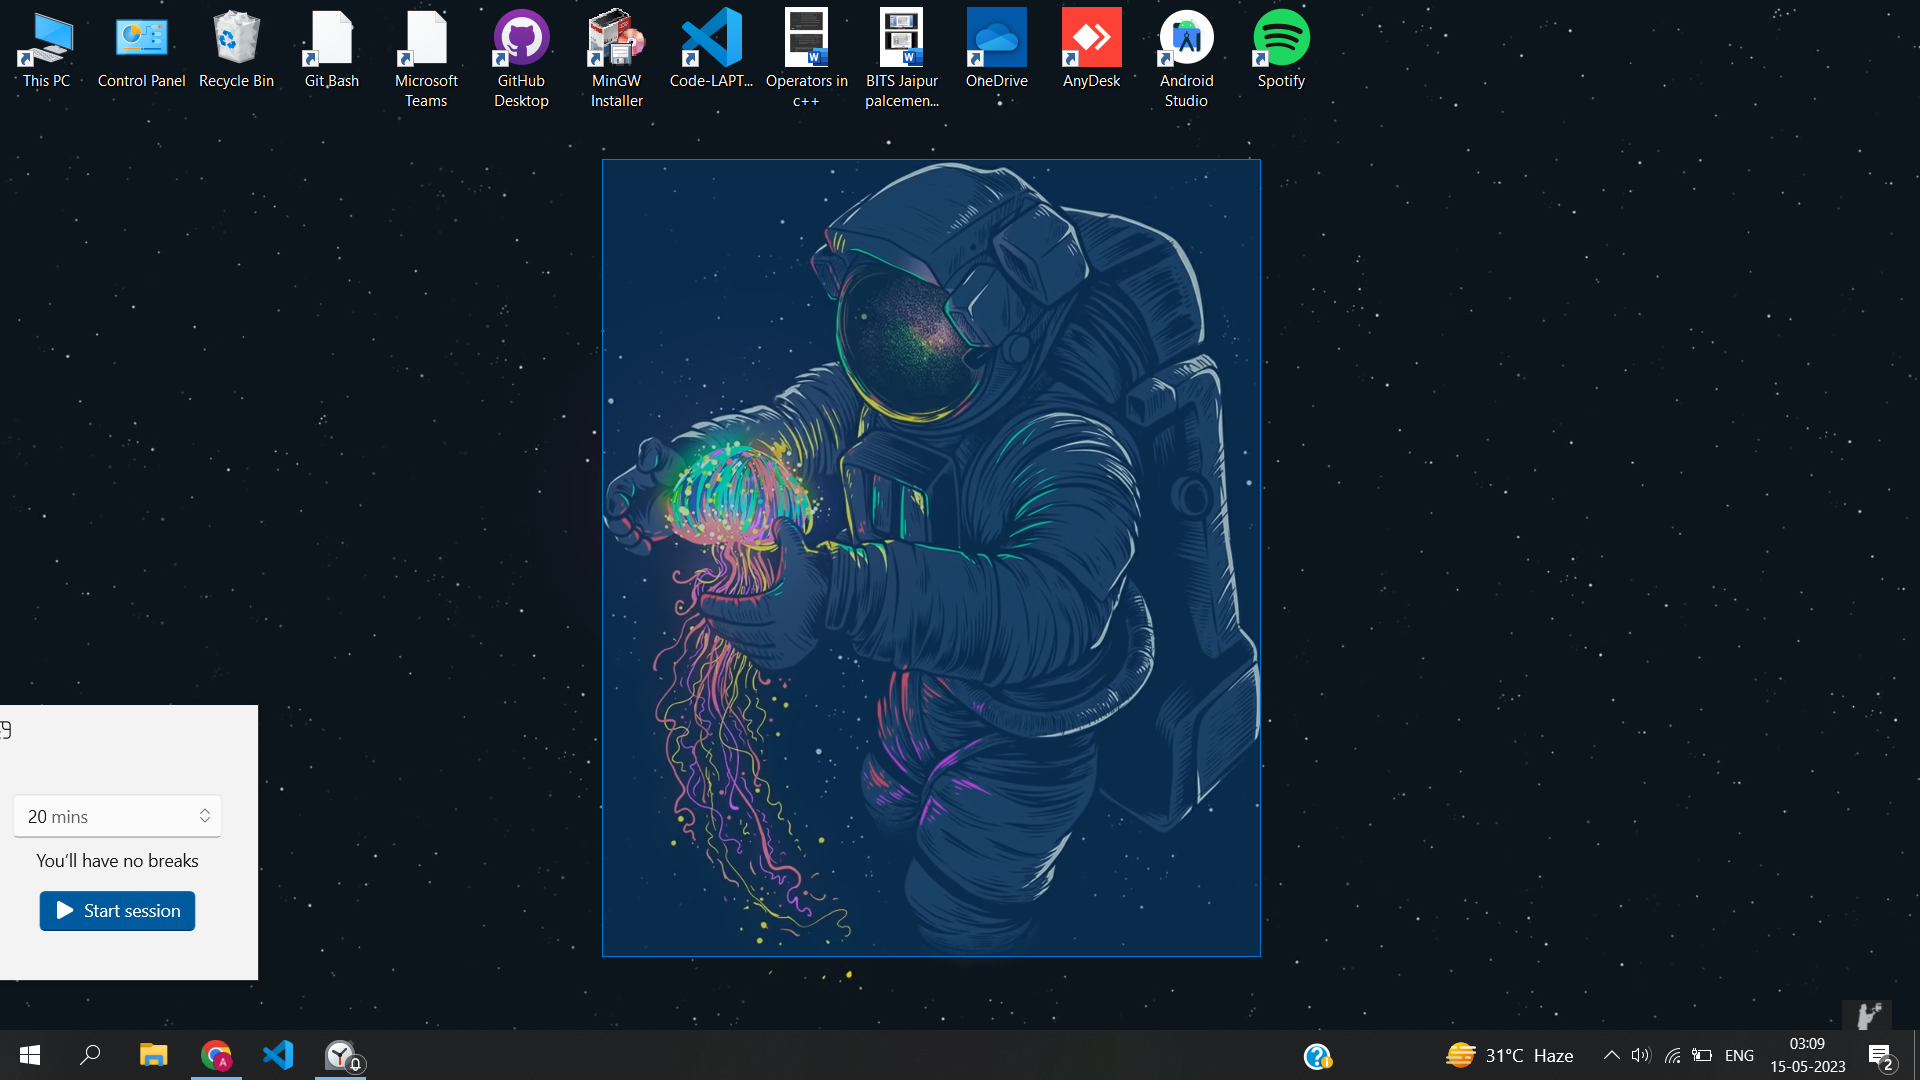 This PC
Control Panel
Recycle Bin
Git Bash
Microsoft
Teams
GitHub
Desktop
MinGW
Installer
Code-LAPT...
Operators in
c++
BITS Jaipur
palcemen...
OneDrive
AnyDesk
Android
Studio
Spotify
20 mins
You’ll have no breaks
Start session
A
31°C Haze
ENG
03:09
15-05-2023
2